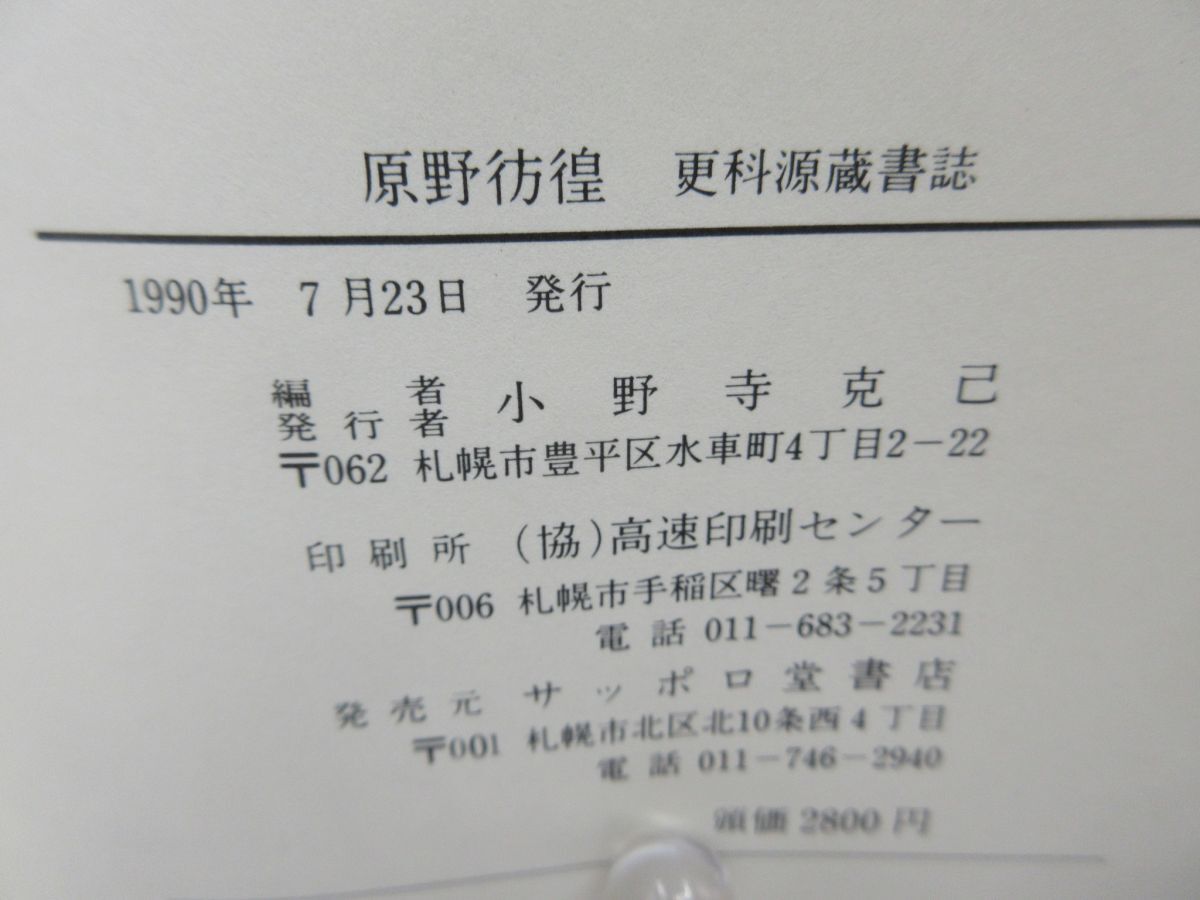 原野彷徨 更科源蔵書誌
1990年 7月23日 発行
編者
発行者 小野寺克己
〒062 札幌市豊平区水車町4丁目2-22
印刷所 (協)高速印刷センター
〒006 札幌市手稲区曙2条5丁目
電話 011-683-2231
発売元 サッポロ堂書店
〒001 札幌市北区北10条西4丁目
電話 011-746-2940
頒価2800円